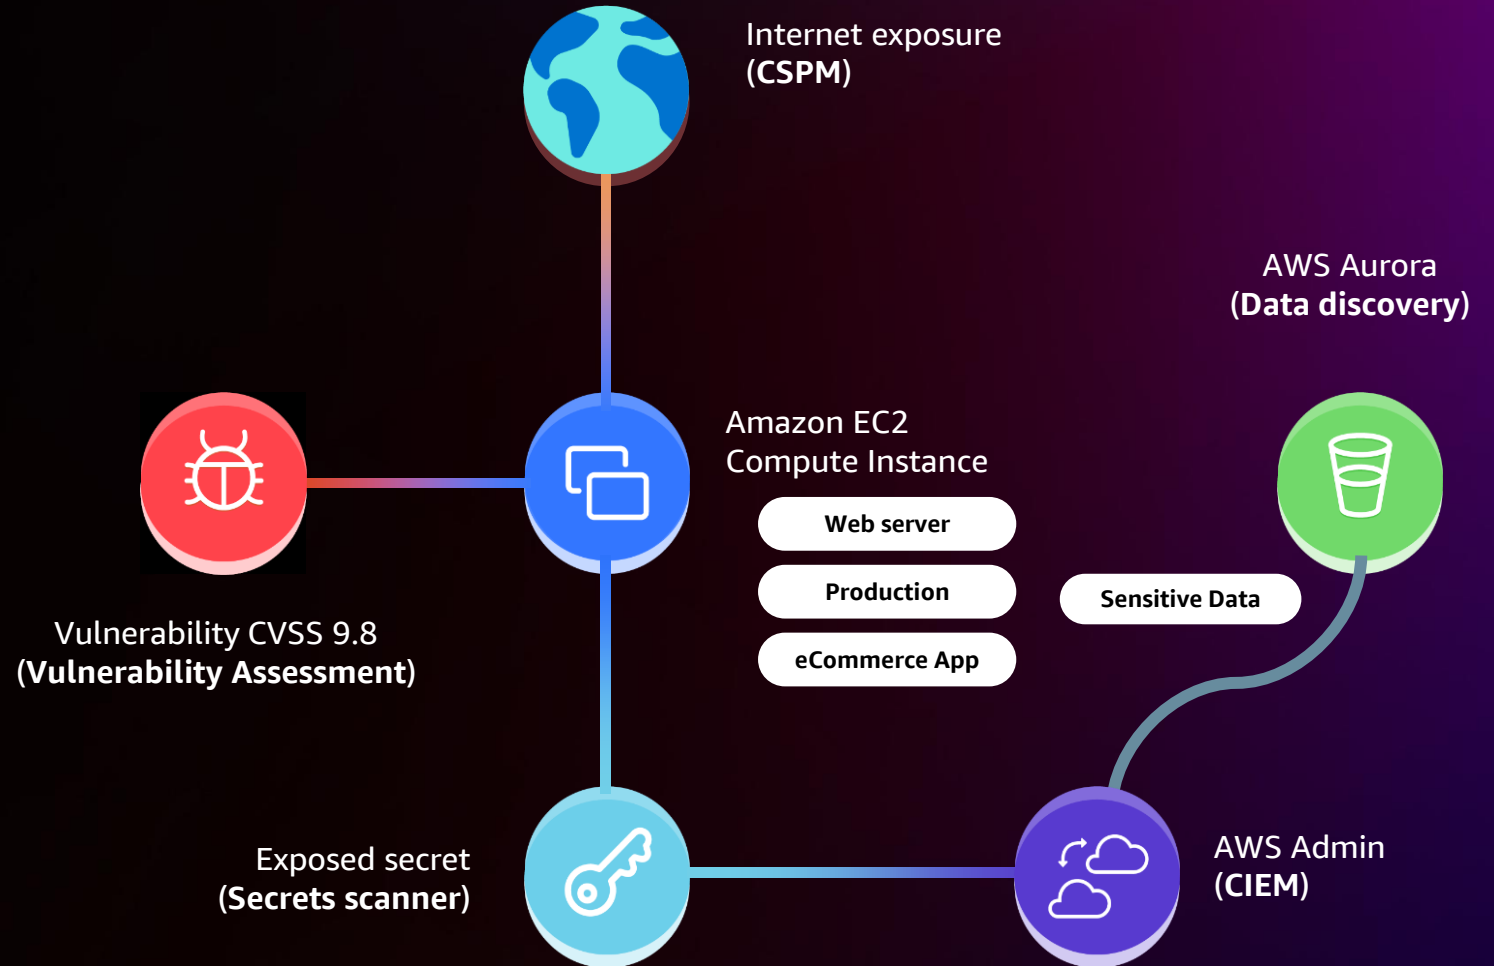 Internet exposure
(CSPM)
AWS Aurora
(Data discovery)
Amazon EC2
Compute Instance
Web server
Production
eCommerce App
Sensitive Data
Vulnerability CVSS 9.8
(Vulnerability Assessment)
Exposed secret
(Secrets scanner)
AWS Admin
(CIEM)